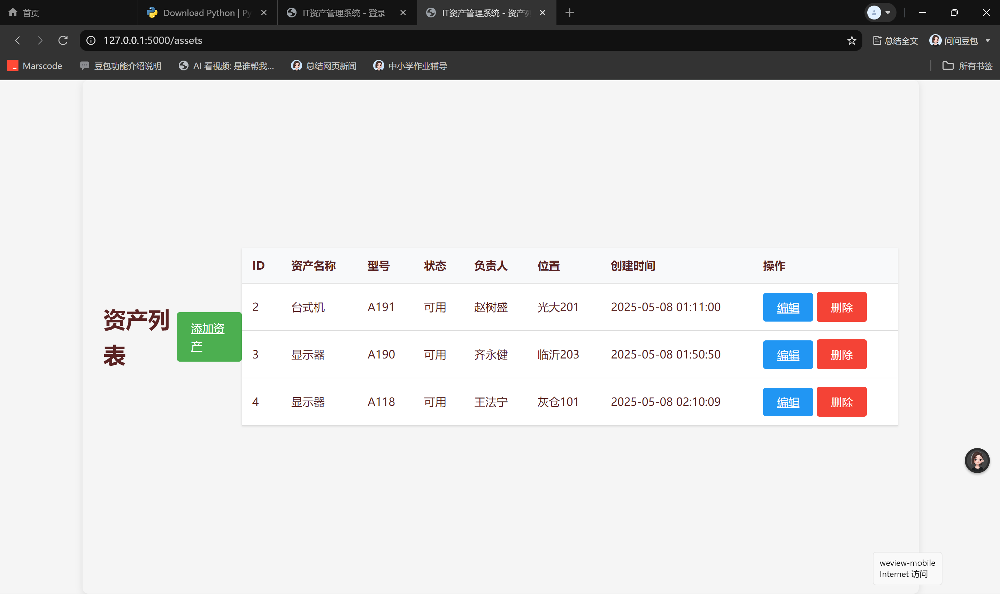 首页
Download Python | Py
IT资产管理系统 - 登录
IT资产管理系统 - 资产列
127.0.0.1:5000/assets
总结全文
问问豆包
Marscode
豆包功能介绍说明
AI 看视频: 是谁帮我...
总结网页新闻
中小学作业辅导
所有书签
资产列
表
添加资
产
ID 资产名称 型号 状态 负责人 位置 创建时间 操作
2 台式机 A191 可用 赵树盛 光大201 2025-05-08 01:11:00 编辑 删除
3 显示器 A190 可用 齐永健 临沂203 2025-05-08 01:50:50 编辑 删除
4 显示器 A118 可用 王法宁 灰仓101 2025-05-08 02:10:09 编辑 删除
weview-mobile
Internet 访问